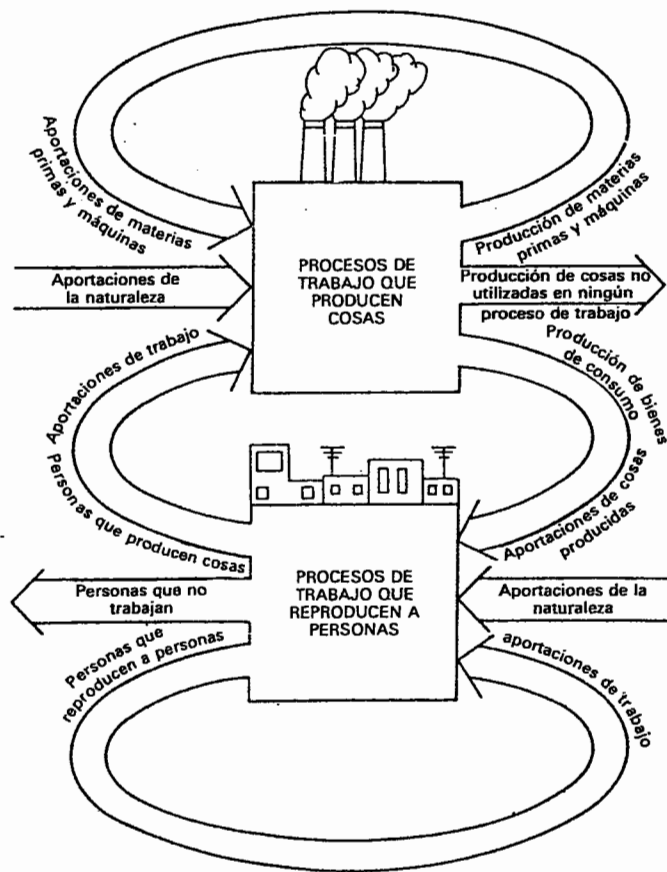 Aportaciones de materias
primas y máquinas
Producción de materias
primas y máquinas
PROCESOS DE
TRABAJO QUE
PRODUCEN
COSAS
Aportaciones de
la naturaleza
Producción de cosas no
utilizadas en ningún
proceso de trabajo
Aportaciones de trabajo
Personas que producen cosas
Producción de bienes
de consumo
Aportaciones de cosas
producidas
PROCESOS DE
TRABAJO QUE
REPRODUCEN A
PERSONAS
Personas que no
trabajan
Aportaciones de la
naturaleza
Personas que
reproducen a personas
aportaciones de trabajo